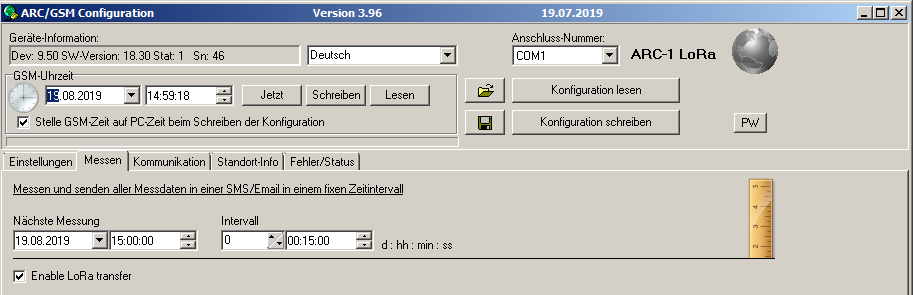 ARC/GSM Configuration Version 3.96 19.07.2019
Geräte-Information:
Dev: 9.50 SW-Version: 18.30 Stat: 1 Sn: 46
Deutsch
Anschluss-Nummer:
COM1
ARC-1 LoRa
GSM-Uhrzeit
19.08.2019 14:59:18 Jetzt Schreiben Lesen
Konfiguration lesen
Stelle GSM-Zeit auf PC-Zeit beim Schreiben der Konfiguration
Konfiguration schreiben
PW
Einstellungen Messen Kommunikation Standort-Info Fehler/Status
Messen und senden aller Messdaten in einer SMS/Email in einem fixen Zeitintervall
Nächste Messung Intervall
19.08.2019 15:00:00 0 00:15:00 d : hh : min : ss
Enable LoRa transfer
5
4
3
2